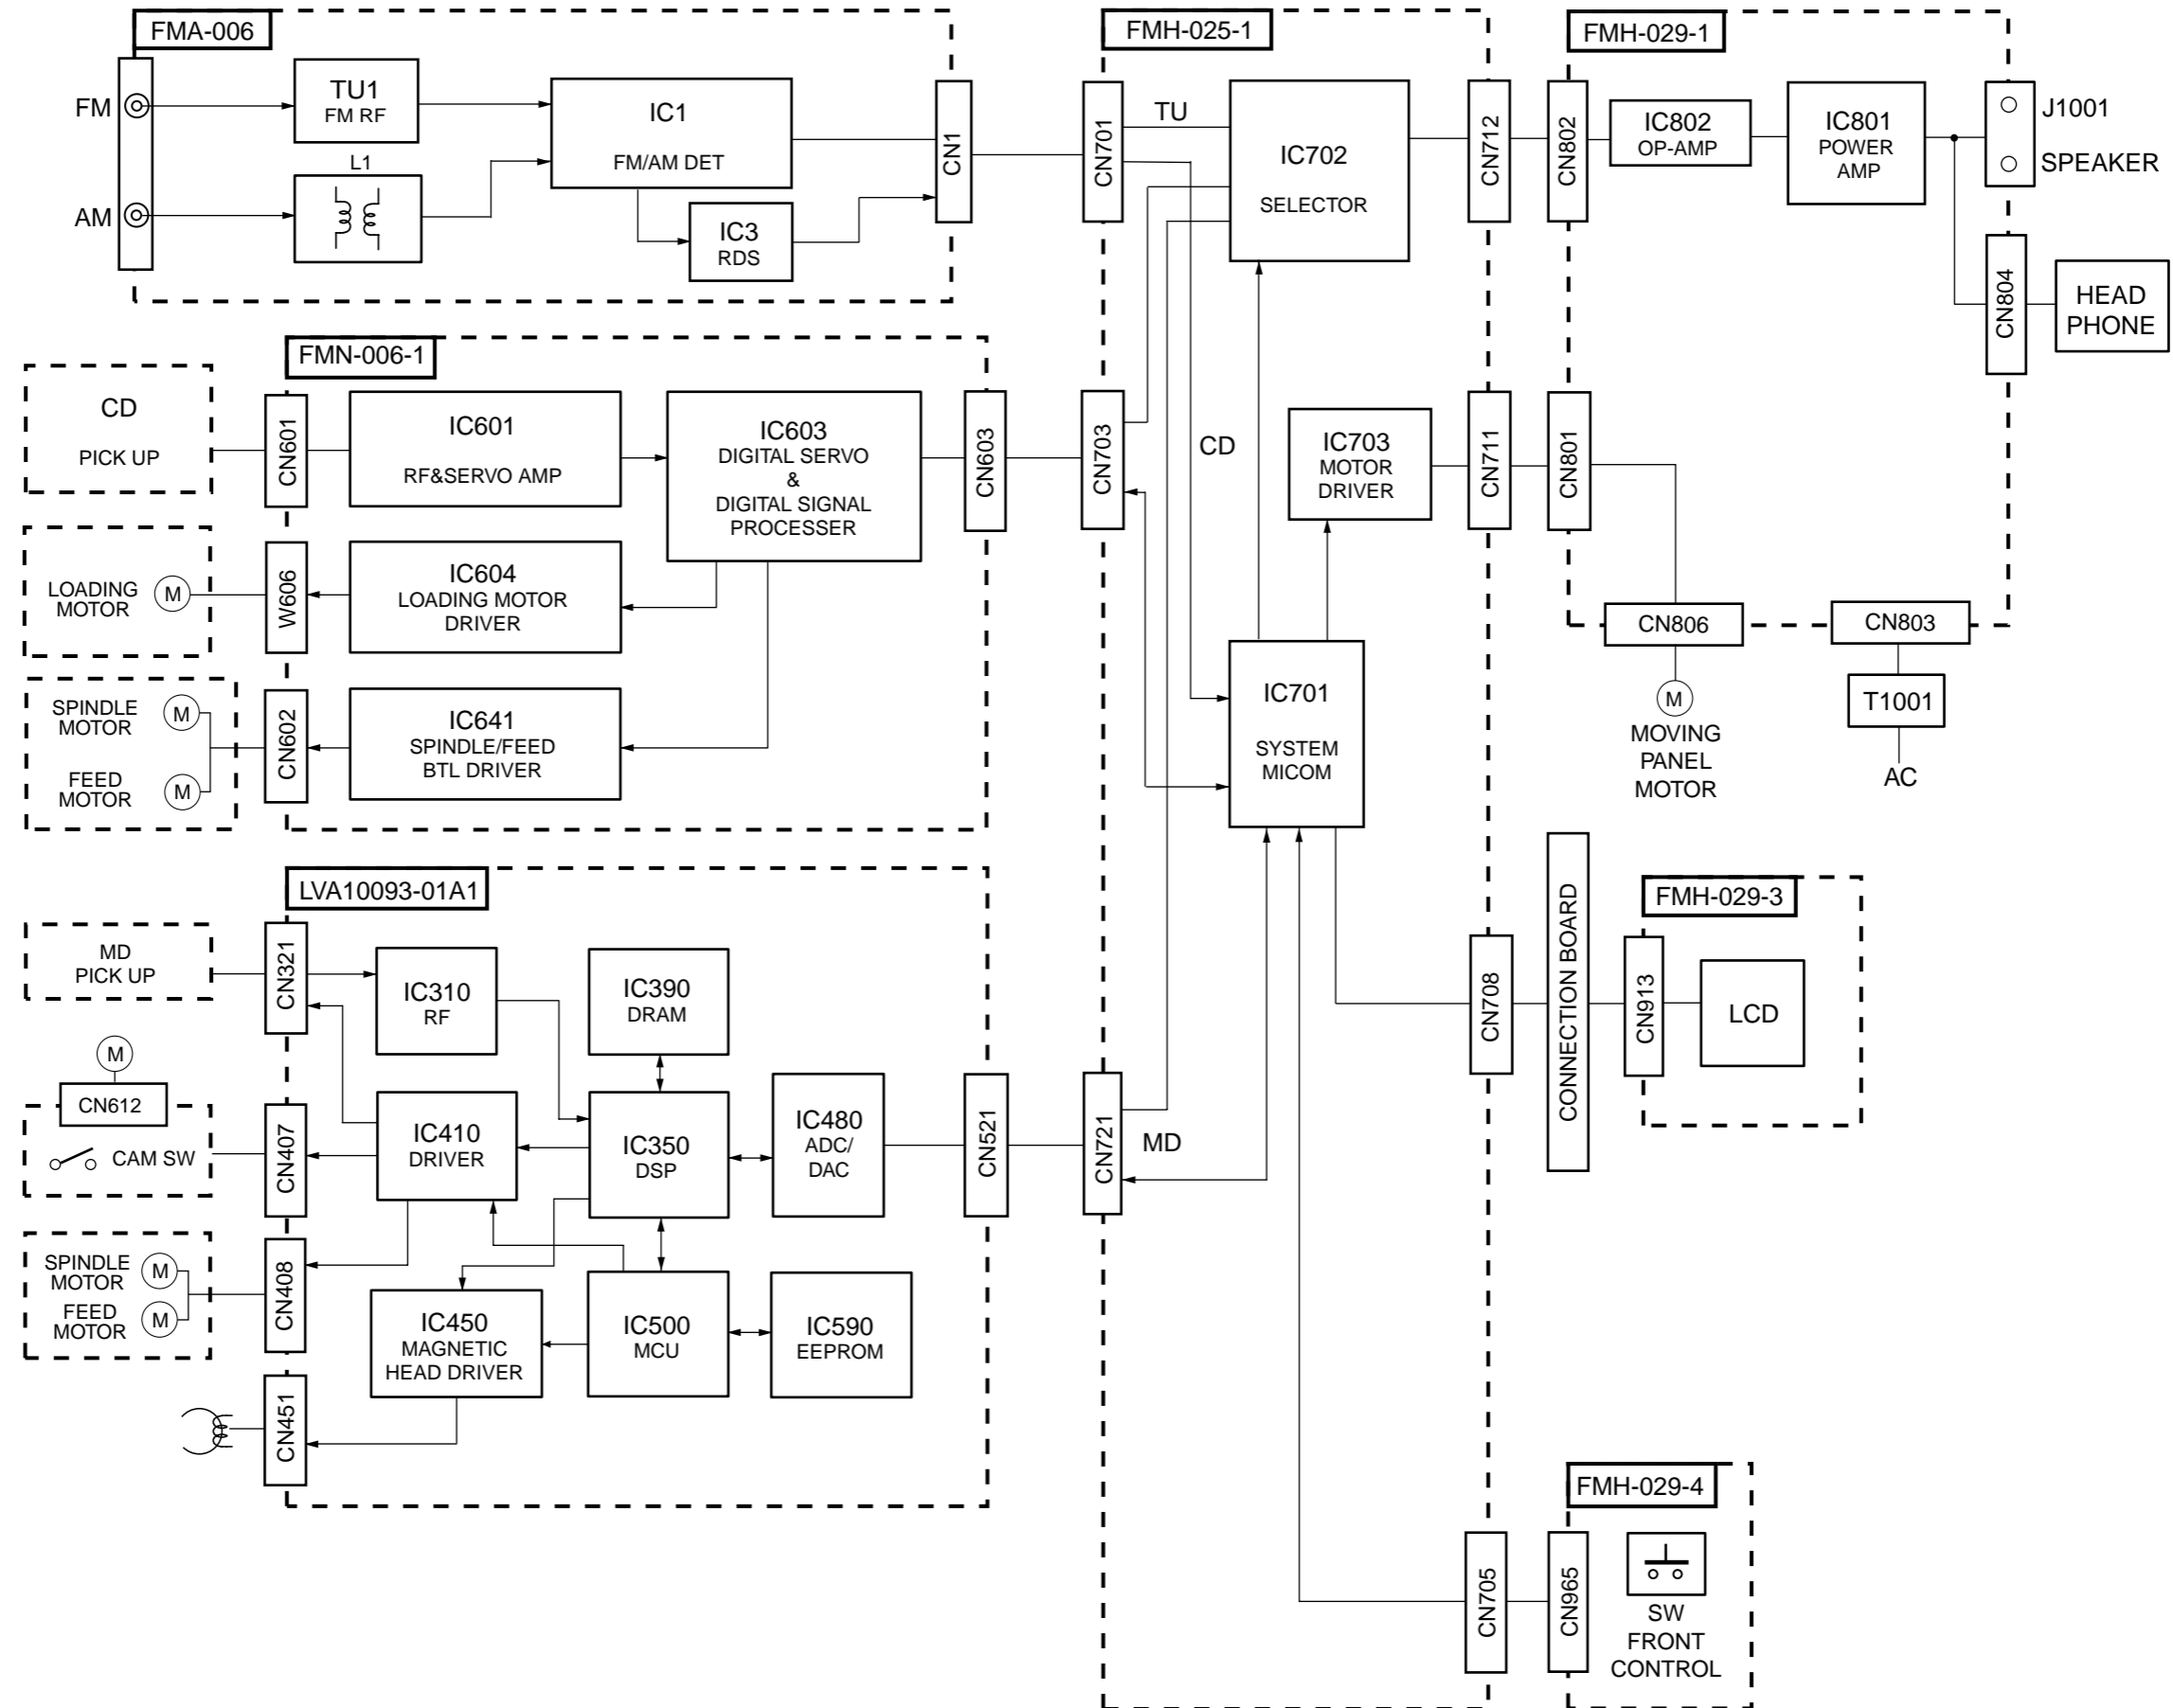 FMA-006
FM
AM
TU1
FM RF
L1
IC1
FM/AM DET
IC3
RDS
CN1
FMH-025-1
CN701
TU
IC702
SELECTOR
CN712
FMH-029-1
CN802
IC802
OP-AMP
IC801
POWER
AMP
J1001
SPEAKER
CN804
HEAD
PHONE
FMN-006-1
CD
PICK UP
CN601
IC601
RF&SERVO AMP
IC603
DIGITAL SERVO
&
DIGITAL SIGNAL
PROCESSER
CN603
CN703
CD
IC703
MOTOR
DRIVER
CN711
CN801
LOADING
MOTOR
M
W606
IC604
LOADING MOTOR
DRIVER
SPINDLE
MOTOR
M
FEED
MOTOR
M
CN602
IC641
SPINDLE/FEED
BTL DRIVER
IC701
SYSTEM
MICOM
CN806
M
MOVING
PANEL
MOTOR
CN803
T1001
AC
LVA10093-01A1
MD
PICK UP
CN321
IC310
RF
IC390
DRAM
M
CN612
CAM SW
CN407
IC410
DRIVER
IC350
DSP
IC480
ADC/
DAC
CN521
CN721
MD
SPINDLE
MOTOR
M
FEED
MOTOR
M
CN408
IC450
MAGNETIC
HEAD DRIVER
IC500
MCU
IC590
EEPROM
CN451
CN708
CONNECTION BOARD
FMH-029-3
CN913
LCD
FMH-029-4
CN705
CN965
SW
FRONT
CONTROL